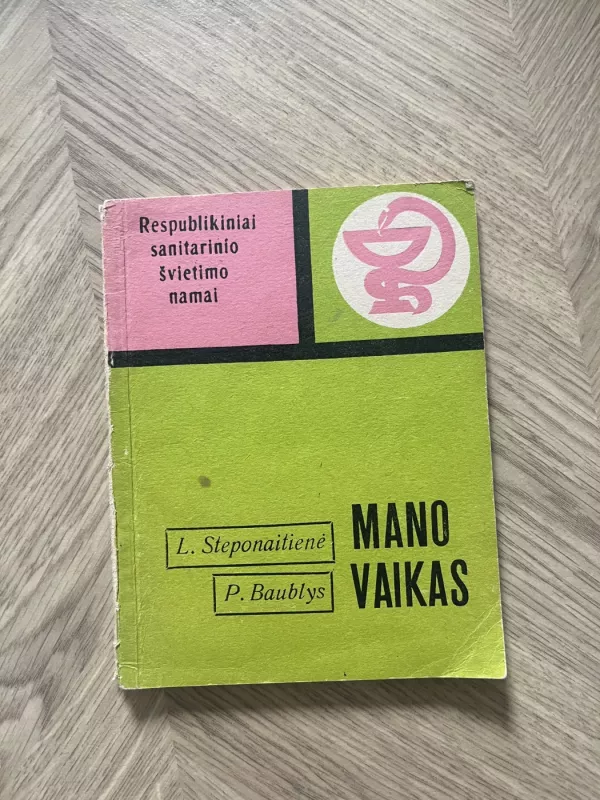 Respublikiniai
sanitarinio
švietimo
namai
L. Steponaitienė
P. Baublys
MANO
VAIKAS